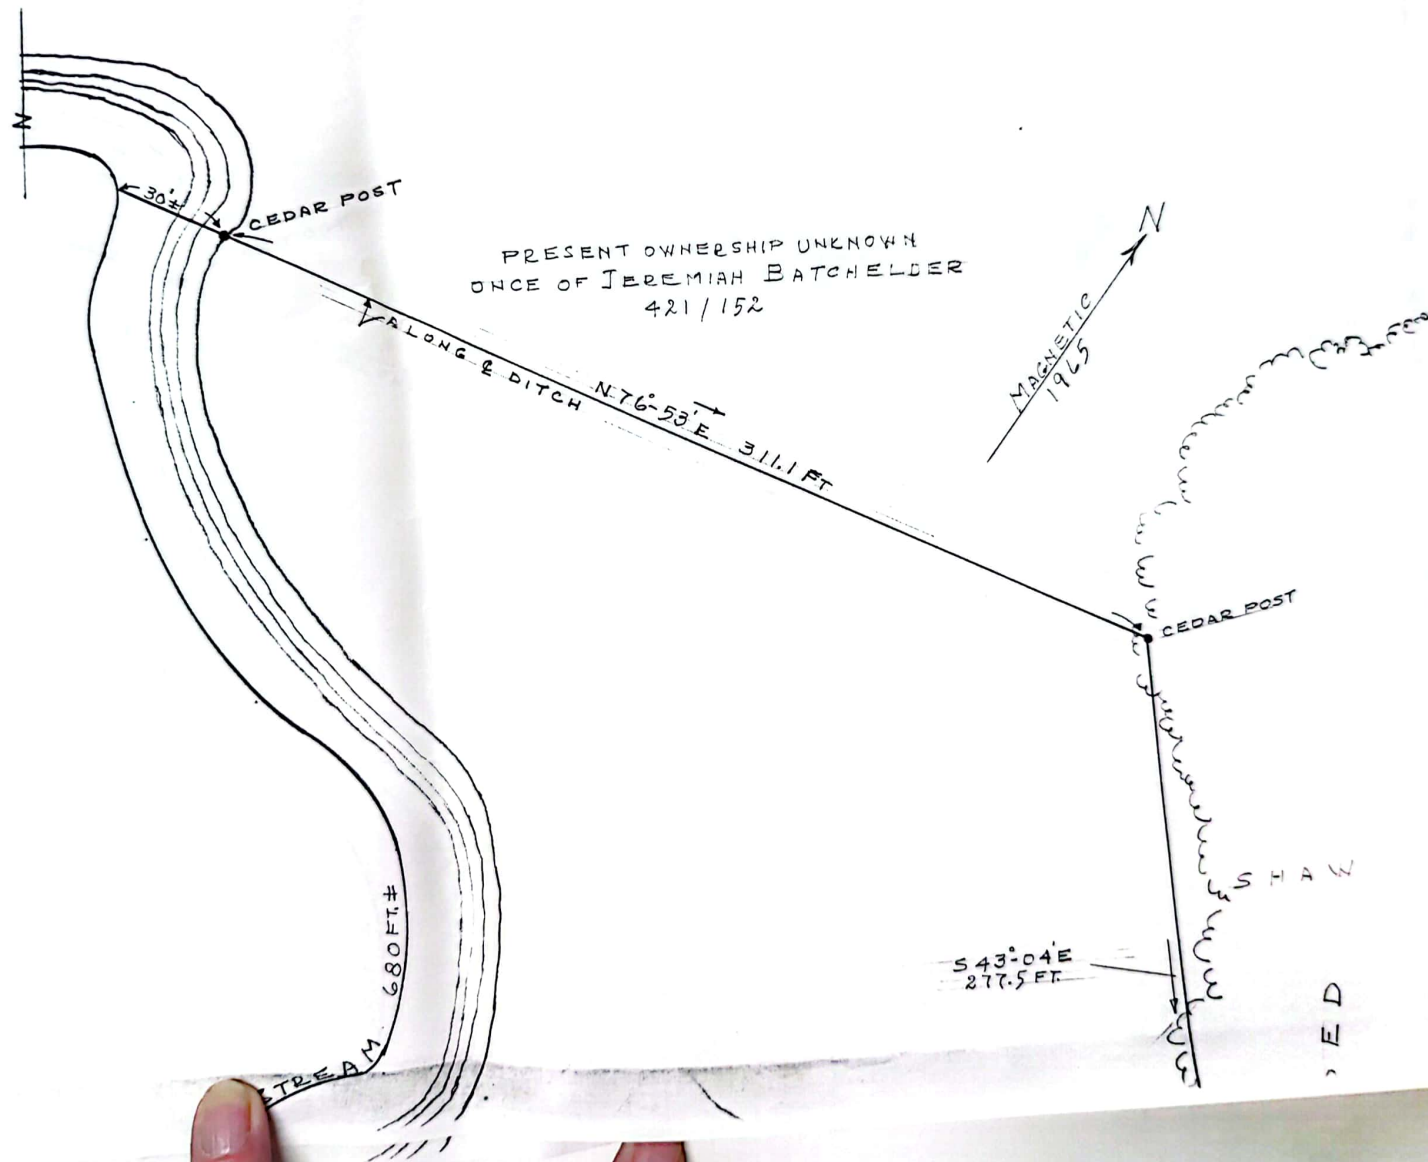 N
30'±
CEDAR POST
PRESENT OWNERSHIP UNKNOWN
ONCE OF JEREMIAH BATCHELDER
421/152
N
MAGNETIC
1965
ALONG ℄ DITCH
N 76°-53' E 311.1 FT
CEDAR POST
SHAW
680 FT.±
S 43°-04' E
277.5 FT.
ED
STREAM